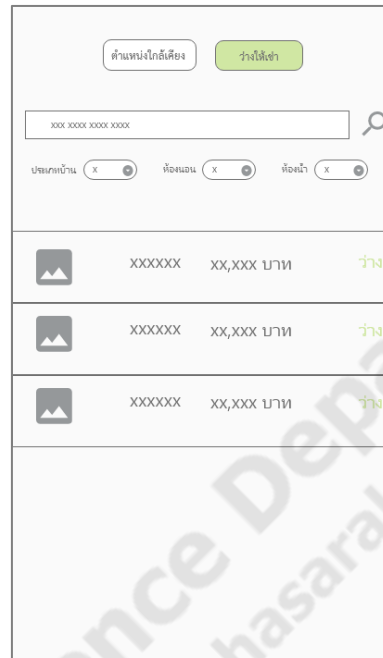 ตำแหน่งใกล้เคียง ว่างให้เช่า
xxx xxxx xxxx xxxx
ประเภทบ้าน x ห้องนอน x ห้องน้ำ x
xxxxxx xx,xxx บาท ว่าง
xxxxxx xx,xxx บาท ว่าง
xxxxxx xx,xxx บาท ว่าง